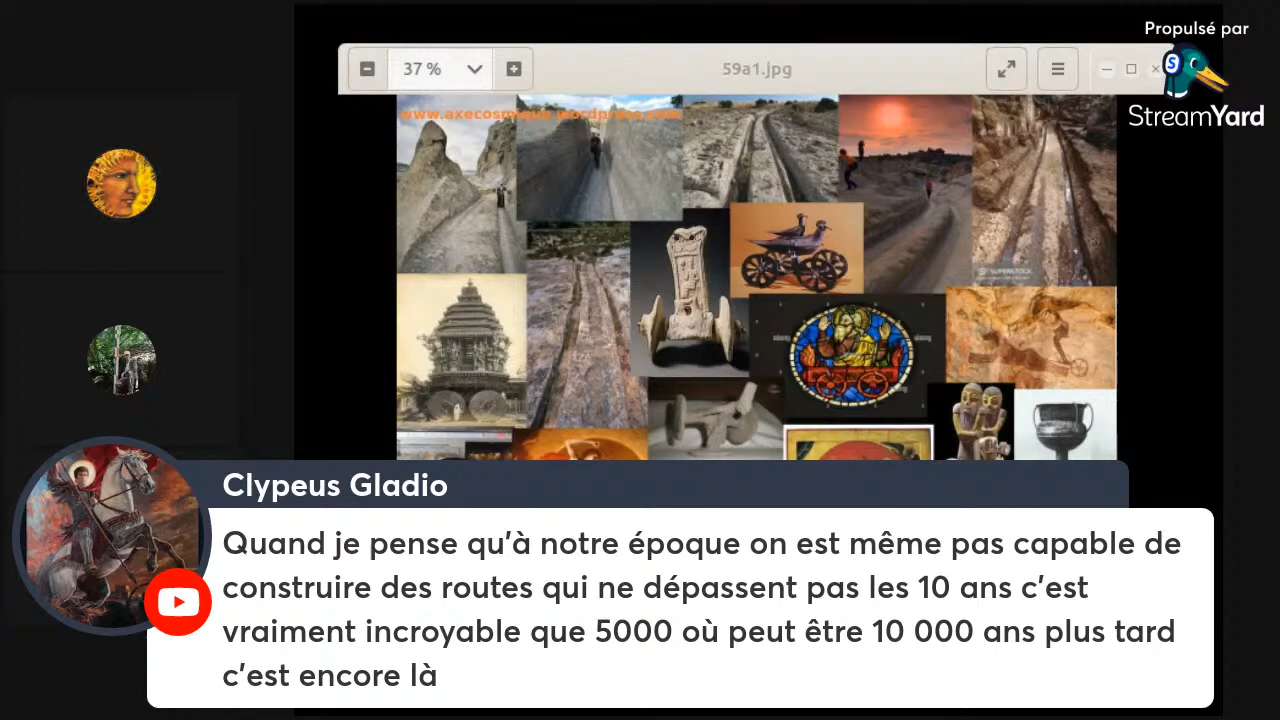 Propulsé par
StreamYard
37 %
59a1.jpg
www.axecosmique.wordpress.com
SUPERSTOCK
Clypeus Gladio
Quand je pense qu'à notre époque on est même pas capable de
construire des routes qui ne dépassent pas les 10 ans c'est
vraiment incroyable que 5000 où peut être 10 000 ans plus tard
c'est encore là